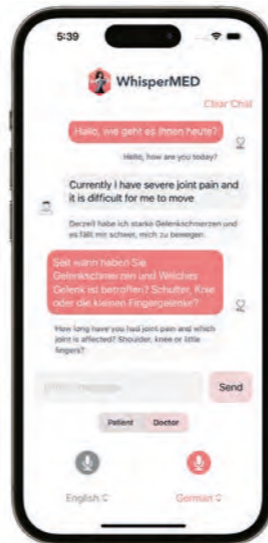 5:39
WhisperMED
Clear Chat
Hallo, wie geht es Ihnen heute?
Hello, how are you today?
Currently I have severe joint pain and
it is difficult for me to move
Derzeit habe ich starke Gelenkschmerzen und
es fällt mir schwer, mich zu bewegen.
Seit wann haben Sie
Gelenkschmerzen und Welches
Gelenk ist betroffen? Schulter, Knie
oder die kleinen Fingergelenke?
How long have you had joint pain and which
joint is affected? Shoulder, knee or little
fingers?
message
Send
Patient
Doctor
English
German